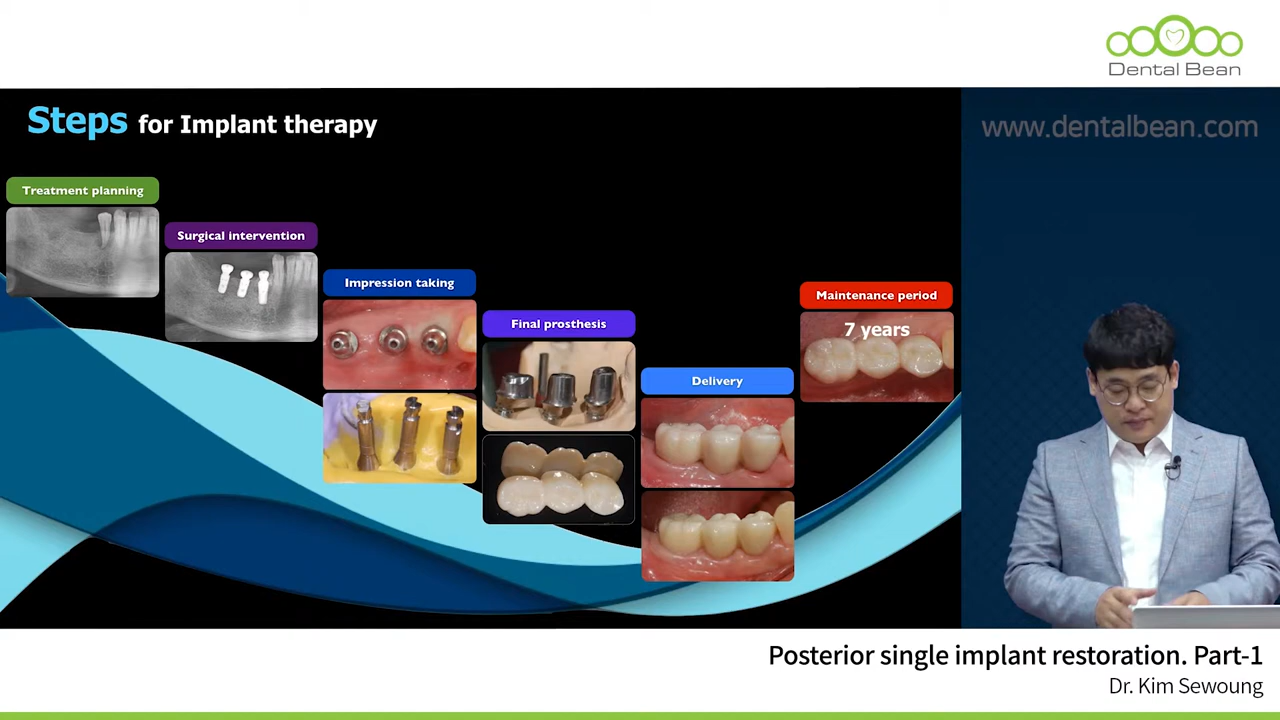 Dental Bean
Steps for Implant therapy
www.dentalbean.com
Treatment planning
Surgical intervention
Impression taking
Final prosthesis
Delivery
Maintenance period
7 years
Posterior single implant restoration. Part-1
Dr. Kim Sewoung